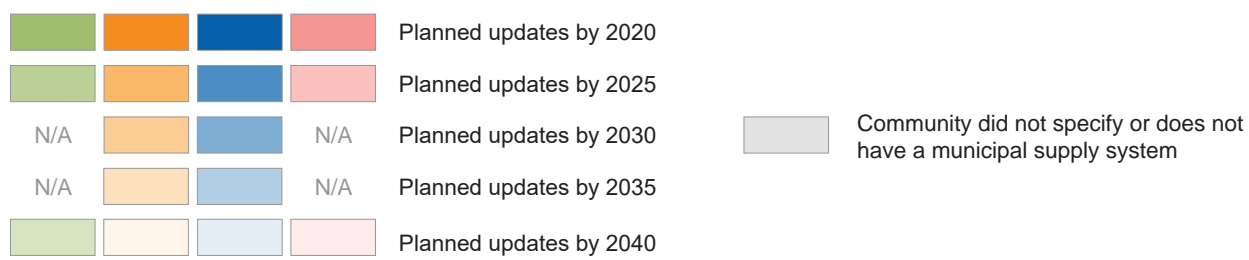 Planned updates by 2020
Planned updates by 2025
N/A N/A Planned updates by 2030
N/A N/A Planned updates by 2035
Planned updates by 2040
Community did not specify or does not
have a municipal supply system